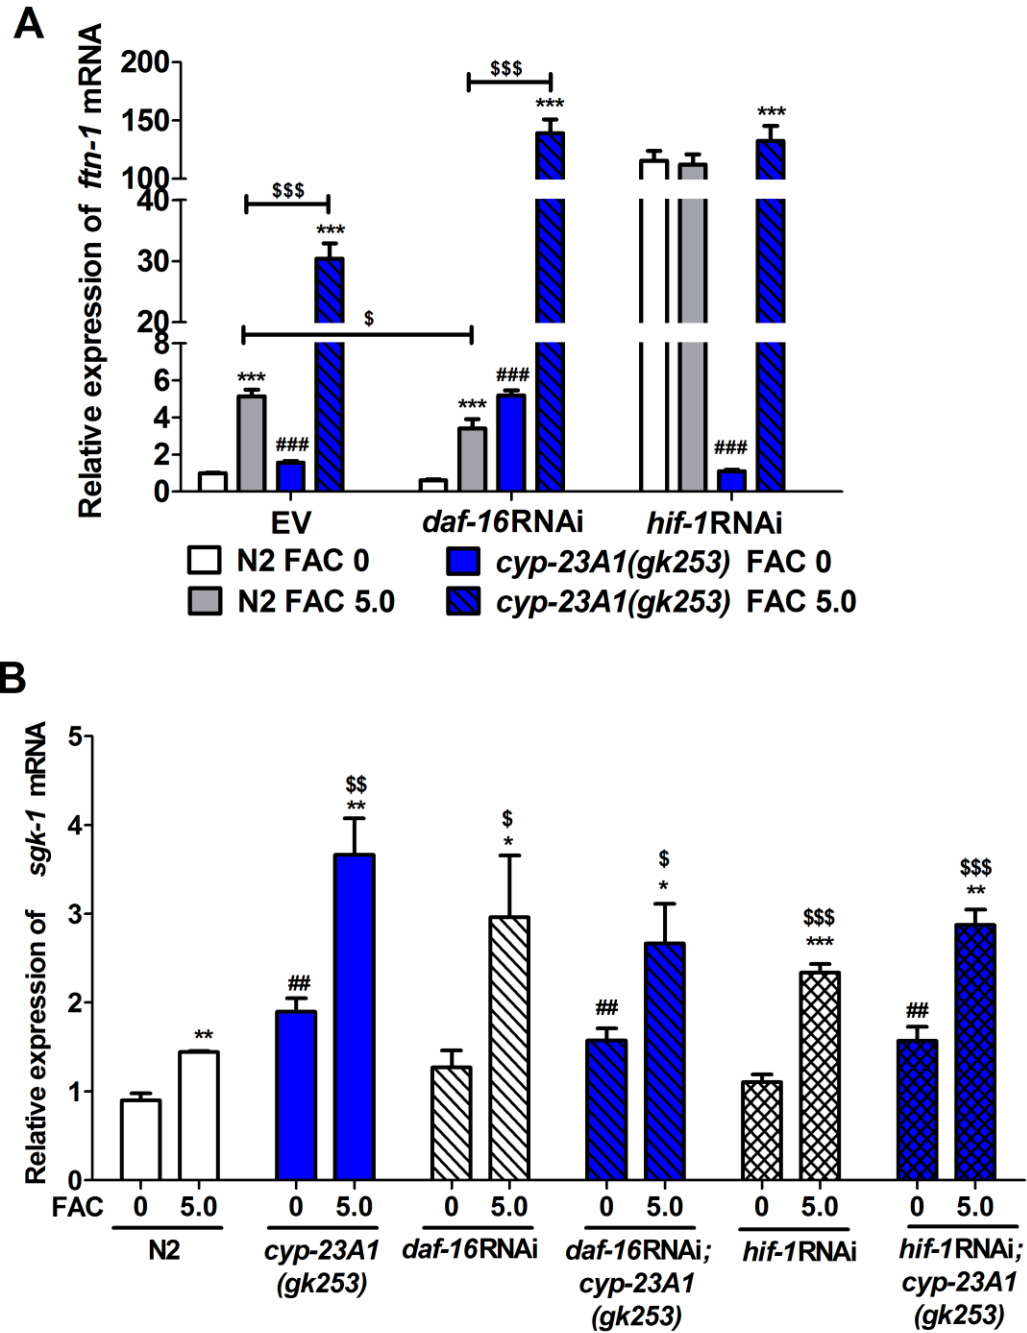 A
Relative expression of ftn-1 mRNA
200
150
100
40
30
20
8
6
4
2
0
$$$
***
$$$
***
***
$
***
###
***
###
###
EV
daf-16RNAi
hif-1RNAi
N2 FAC 0
cyp-23A1(gk253) FAC 0
N2 FAC 5.0
cyp-23A1(gk253) FAC 5.0
B
Relative expression of sgk-1 mRNA
5
4
3
2
1
0
**
##
$$
**
$
*
##
$
*
$$$
***
##
$$$
**
FAC 0 5.0 0 5.0 0 5.0 0 5.0 0 5.0 0 5.0
N2
cyp-23A1
(gk253)
daf-16RNAi
daf-16RNAi;
cyp-23A1
(gk253)
hif-1RNAi
hif-1RNAi;
cyp-23A1
(gk253)